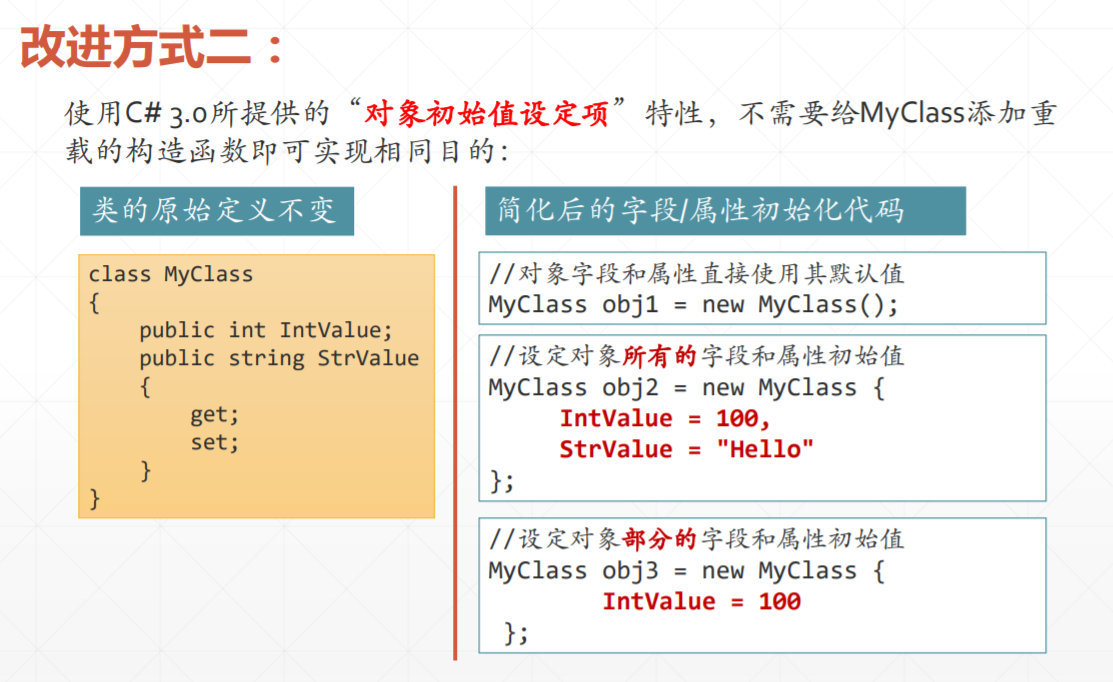 改进方式二：
使用C# 3.0所提供的“对象初始值设定项”特性，不需要给MyClass添加重
载的构造函数即可实现相同目的：
类的原始定义不变
class MyClass
{
    public int IntValue;
    public string StrValue
    {
        get;
        set;
    }
}
简化后的字段/属性初始化代码
//对象字段和属性直接使用其默认值
MyClass obj1 = new MyClass();
//设定对象所有的字段和属性初始值
MyClass obj2 = new MyClass {
     IntValue = 100,
     StrValue = "Hello"
};
//设定对象部分的字段和属性初始值
MyClass obj3 = new MyClass {
        IntValue = 100
 };